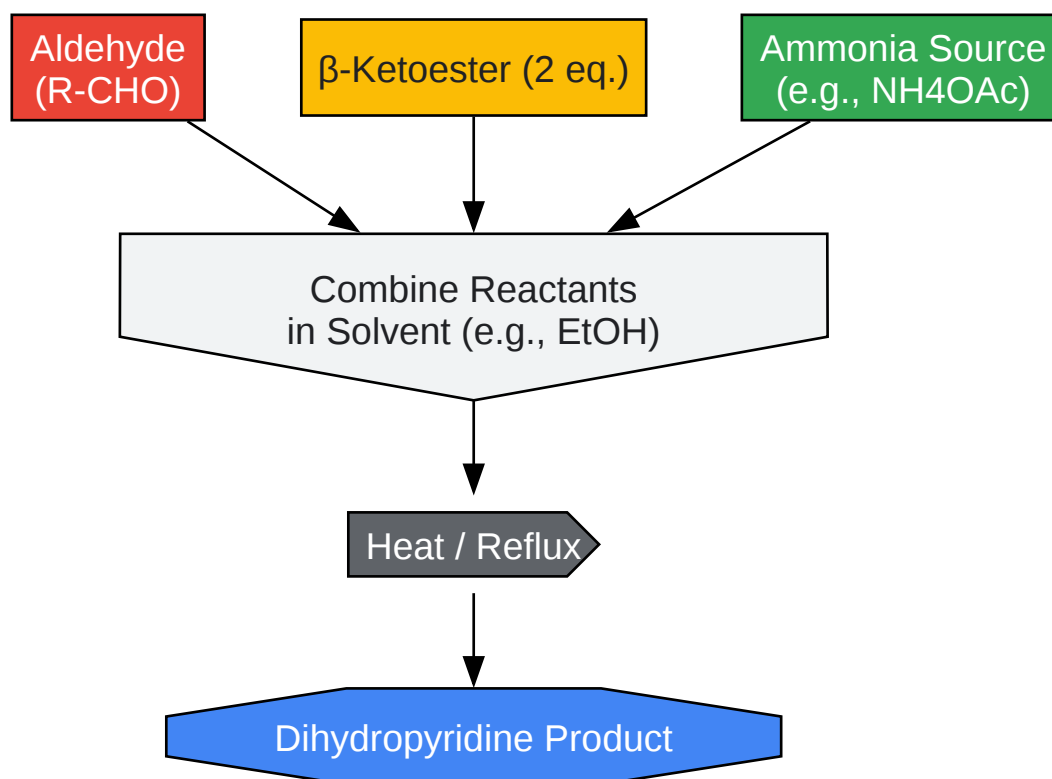 Aldehyde
(R-CHO)
β-Ketoester (2 eq.)
Ammonia Source
(e.g., NH4OAc)
Combine Reactants
in Solvent (e.g., EtOH)
Heat / Reflux
Dihydropyridine Product